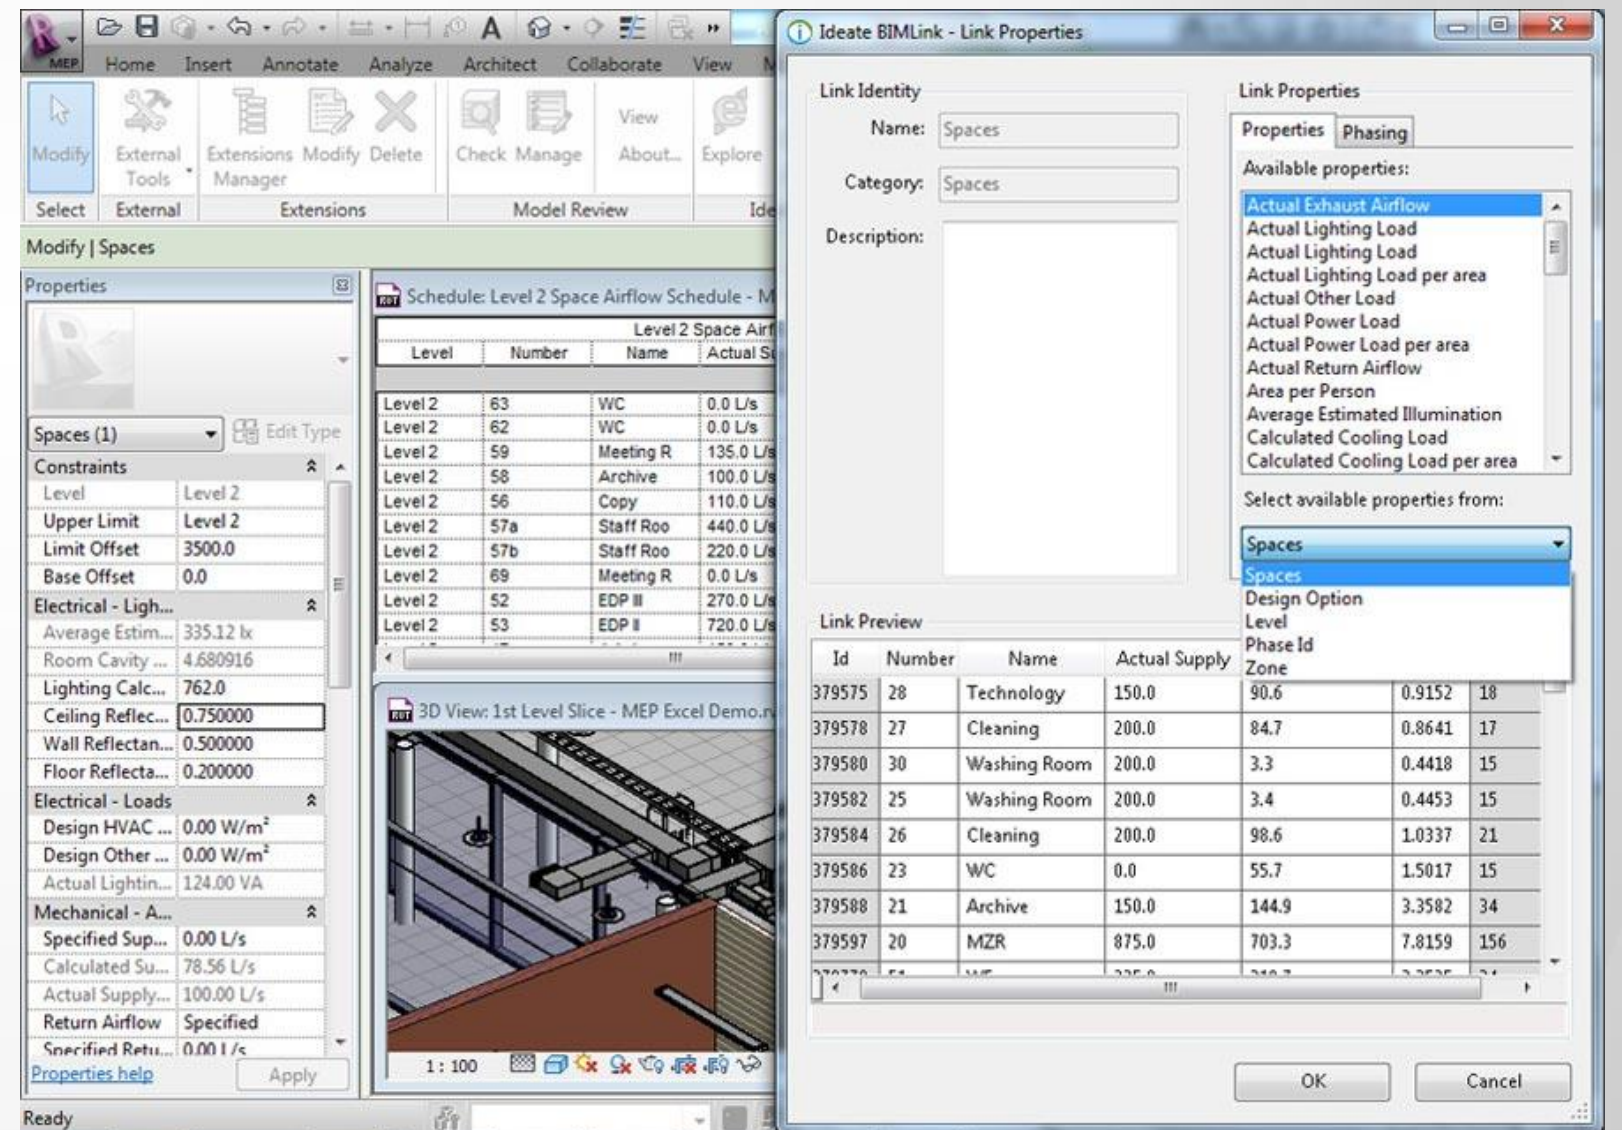 MEP
Home Insert Annotate Analyze Architect Collaborate View
Modify External Tools Extensions Manager Modify Delete Check Manage View About... Explore
Select External Extensions Model Review
Modify | Spaces
Properties
Spaces (1) Edit Type
Constraints
Level Level 2
Upper Limit Level 2
Limit Offset 3500.0
Base Offset 0.0
Electrical - Ligh...
Average Estim... 335.12 lx
Room Cavity ... 4.680916
Lighting Calc... 762.0
Ceiling Reflec... 0.750000
Wall Reflectan... 0.500000
Floor Reflecta... 0.200000
Electrical - Loads
Design HVAC ... 0.00 W/m²
Design Other ... 0.00 W/m²
Actual Lightin... 124.00 VA
Mechanical - A...
Specified Sup... 0.00 L/s
Calculated Su... 78.56 L/s
Actual Supply... 100.00 L/s
Return Airflow Specified
Specified Retu... 0.00 L/s
Properties help Apply
Ready
Schedule: Level 2 Space Airflow Schedule - M
Level 2 Space Airf
Level Number Name Actual Su
Level 2 63 WC 0.0 L/s
Level 2 62 WC 0.0 L/s
Level 2 59 Meeting R 135.0 L/s
Level 2 58 Archive 100.0 L/s
Level 2 56 Copy 110.0 L/s
Level 2 57a Staff Roo 440.0 L/s
Level 2 57b Staff Roo 220.0 L/s
Level 2 69 Meeting R 0.0 L/s
Level 2 52 EDP III 270.0 L/s
Level 2 53 EDP II 720.0 L/s
3D View: 1st Level Slice - MEP Excel Demo.rv
1 : 100
Ideate BIMLink - Link Properties
Link Identity
Name: Spaces
Category: Spaces
Description:
Link Properties
Properties Phasing
Available properties:
Actual Exhaust Airflow
Actual Lighting Load
Actual Lighting Load
Actual Lighting Load per area
Actual Other Load
Actual Power Load
Actual Power Load per area
Actual Return Airflow
Area per Person
Average Estimated Illumination
Calculated Cooling Load
Calculated Cooling Load per area
Select available properties from:
Spaces
Spaces
Design Option
Level
Phase Id
Zone
Link Preview
Id Number Name Actual Supply
379575 28 Technology 150.0 90.6 0.9152 18
379578 27 Cleaning 200.0 84.7 0.8641 17
379580 30 Washing Room 200.0 3.3 0.4418 15
379582 25 Washing Room 200.0 3.4 0.4453 15
379584 26 Cleaning 200.0 98.6 1.0337 21
379586 23 WC 0.0 55.7 1.5017 15
379588 21 Archive 150.0 144.9 3.3582 34
379597 20 MZR 875.0 703.3 7.8159 156
OK Cancel